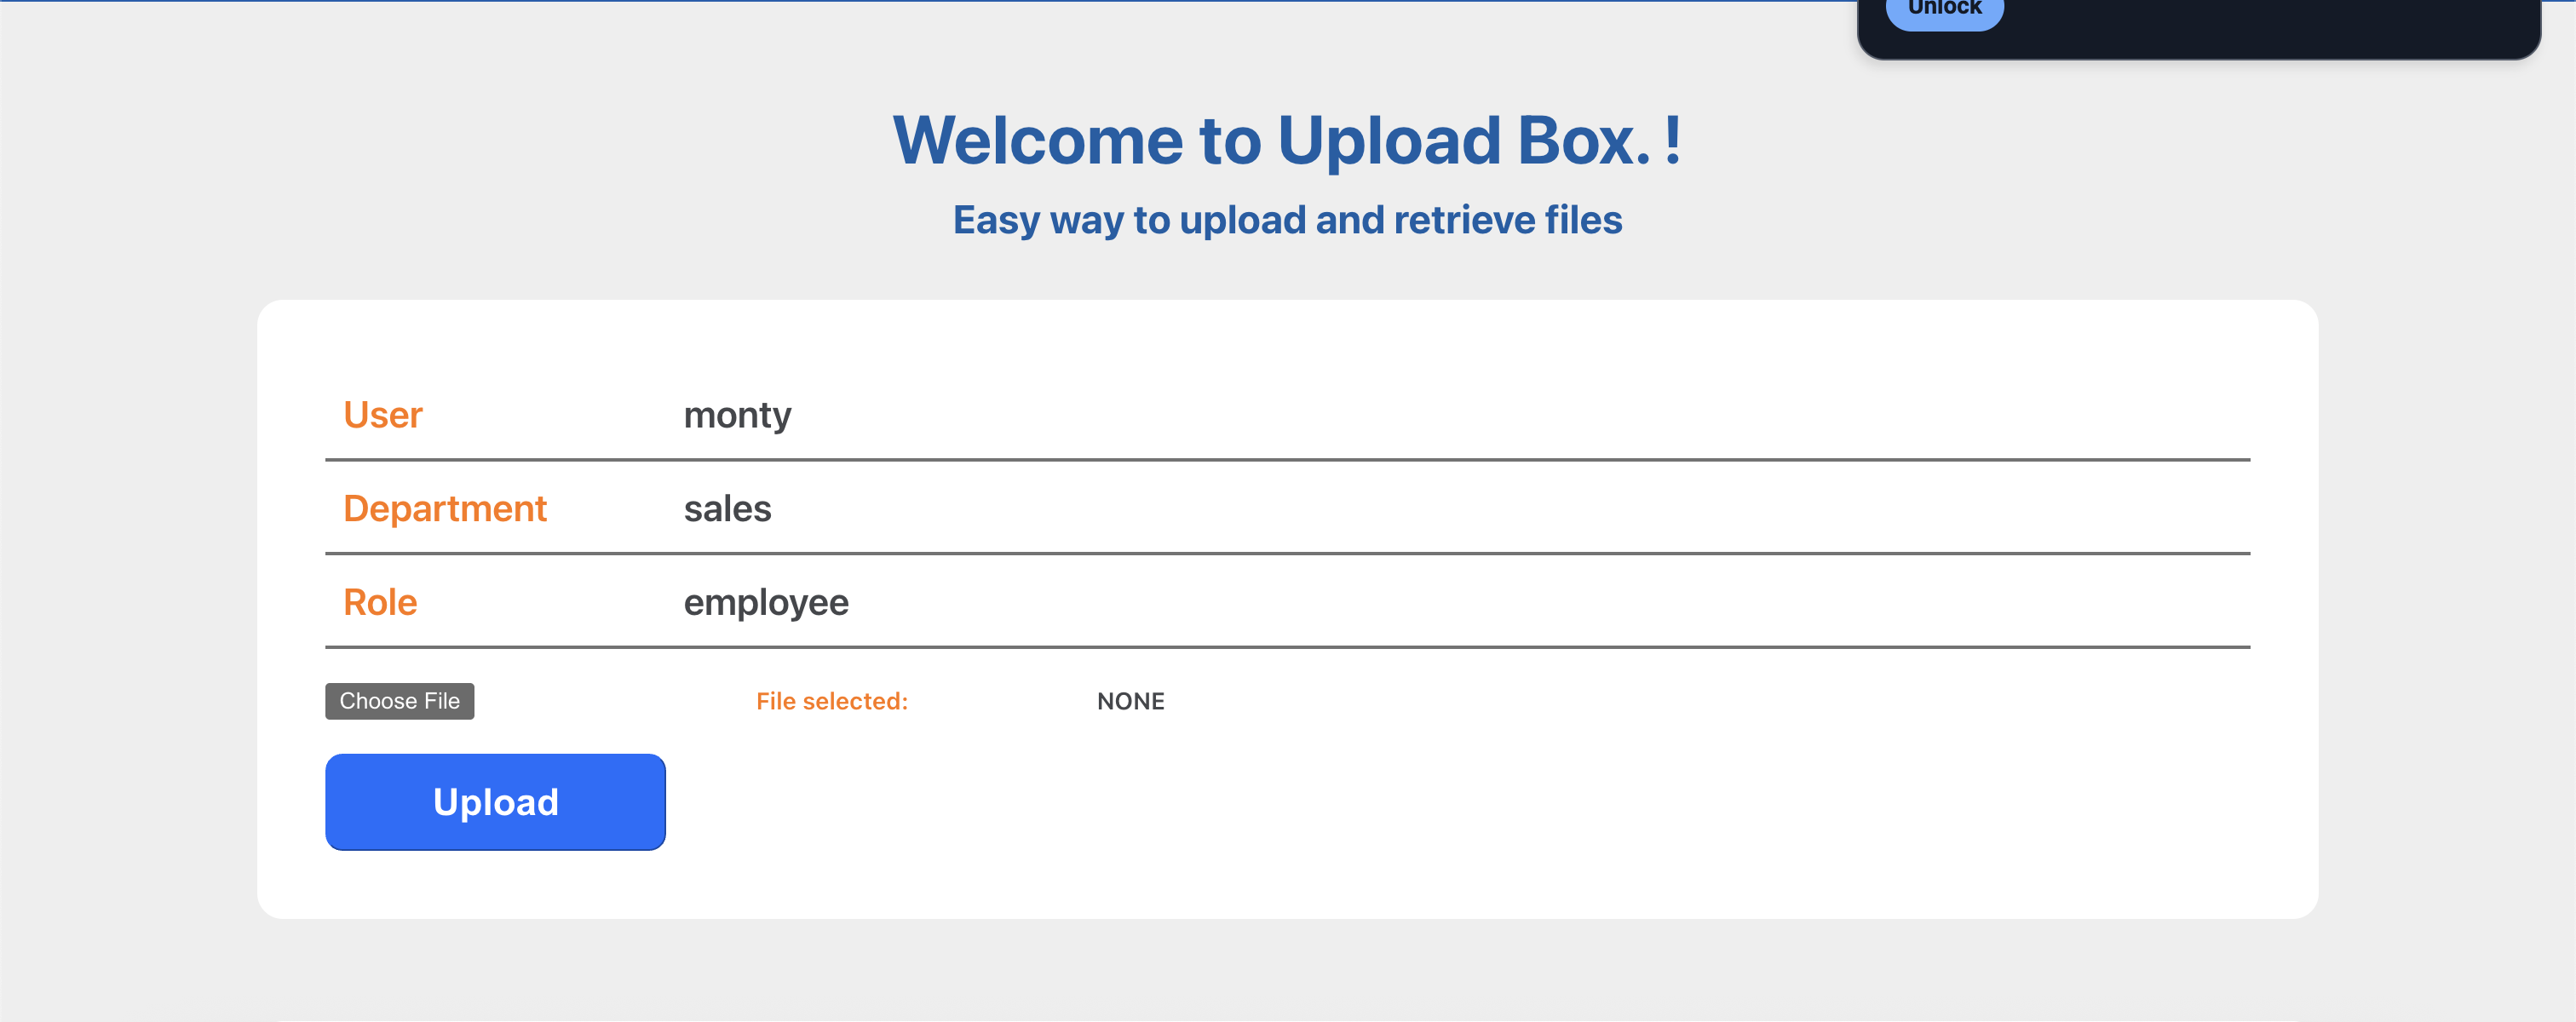 Unlock
Welcome to Upload Box. !
Easy way to upload and retrieve files
User monty
Department sales
Role employee
Choose File File selected: NONE
Upload